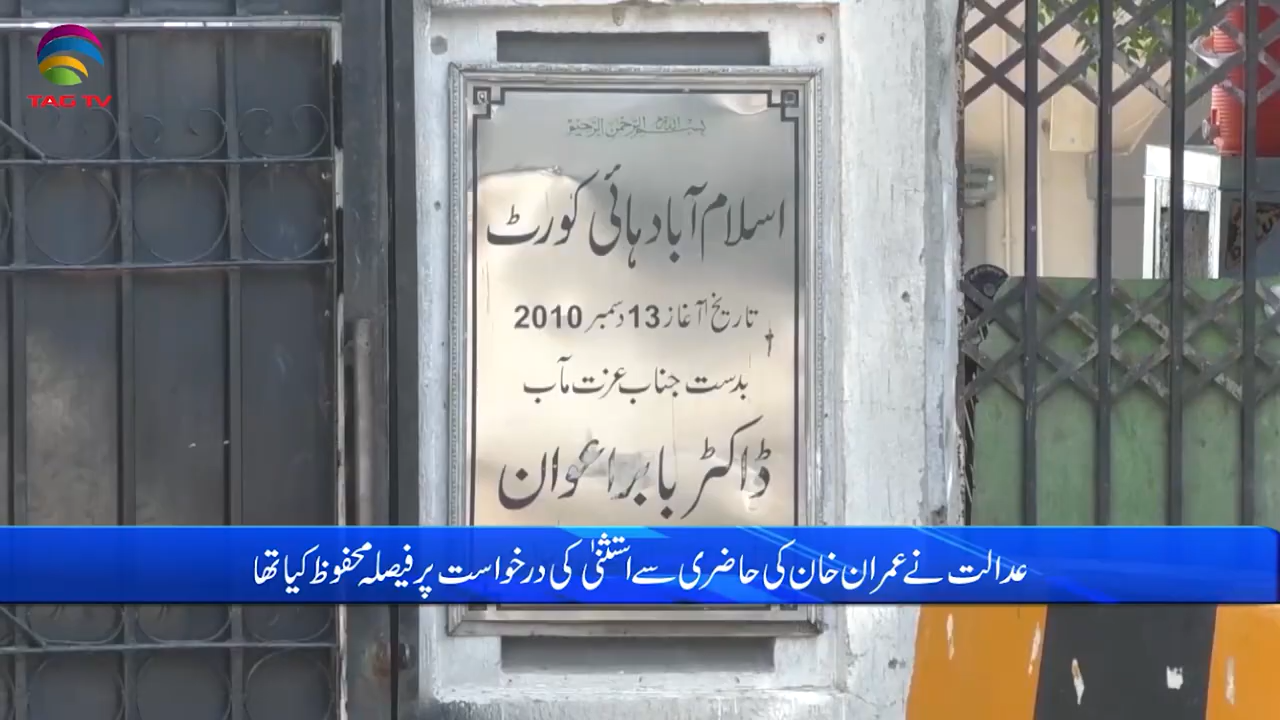 TAG TV
بسم اللہ الرحمن الرحیم
اسلام آباد ہائی کورٹ
تاریخ آغاز 13 دسمبر 2010
بدست جناب عزت مآب
ڈاکٹر بابر اعوان
عدالت نے عمران خان کی حاضری سے استثنیٰ کی درخواست پر فیصلہ محفوظ کیا تھا